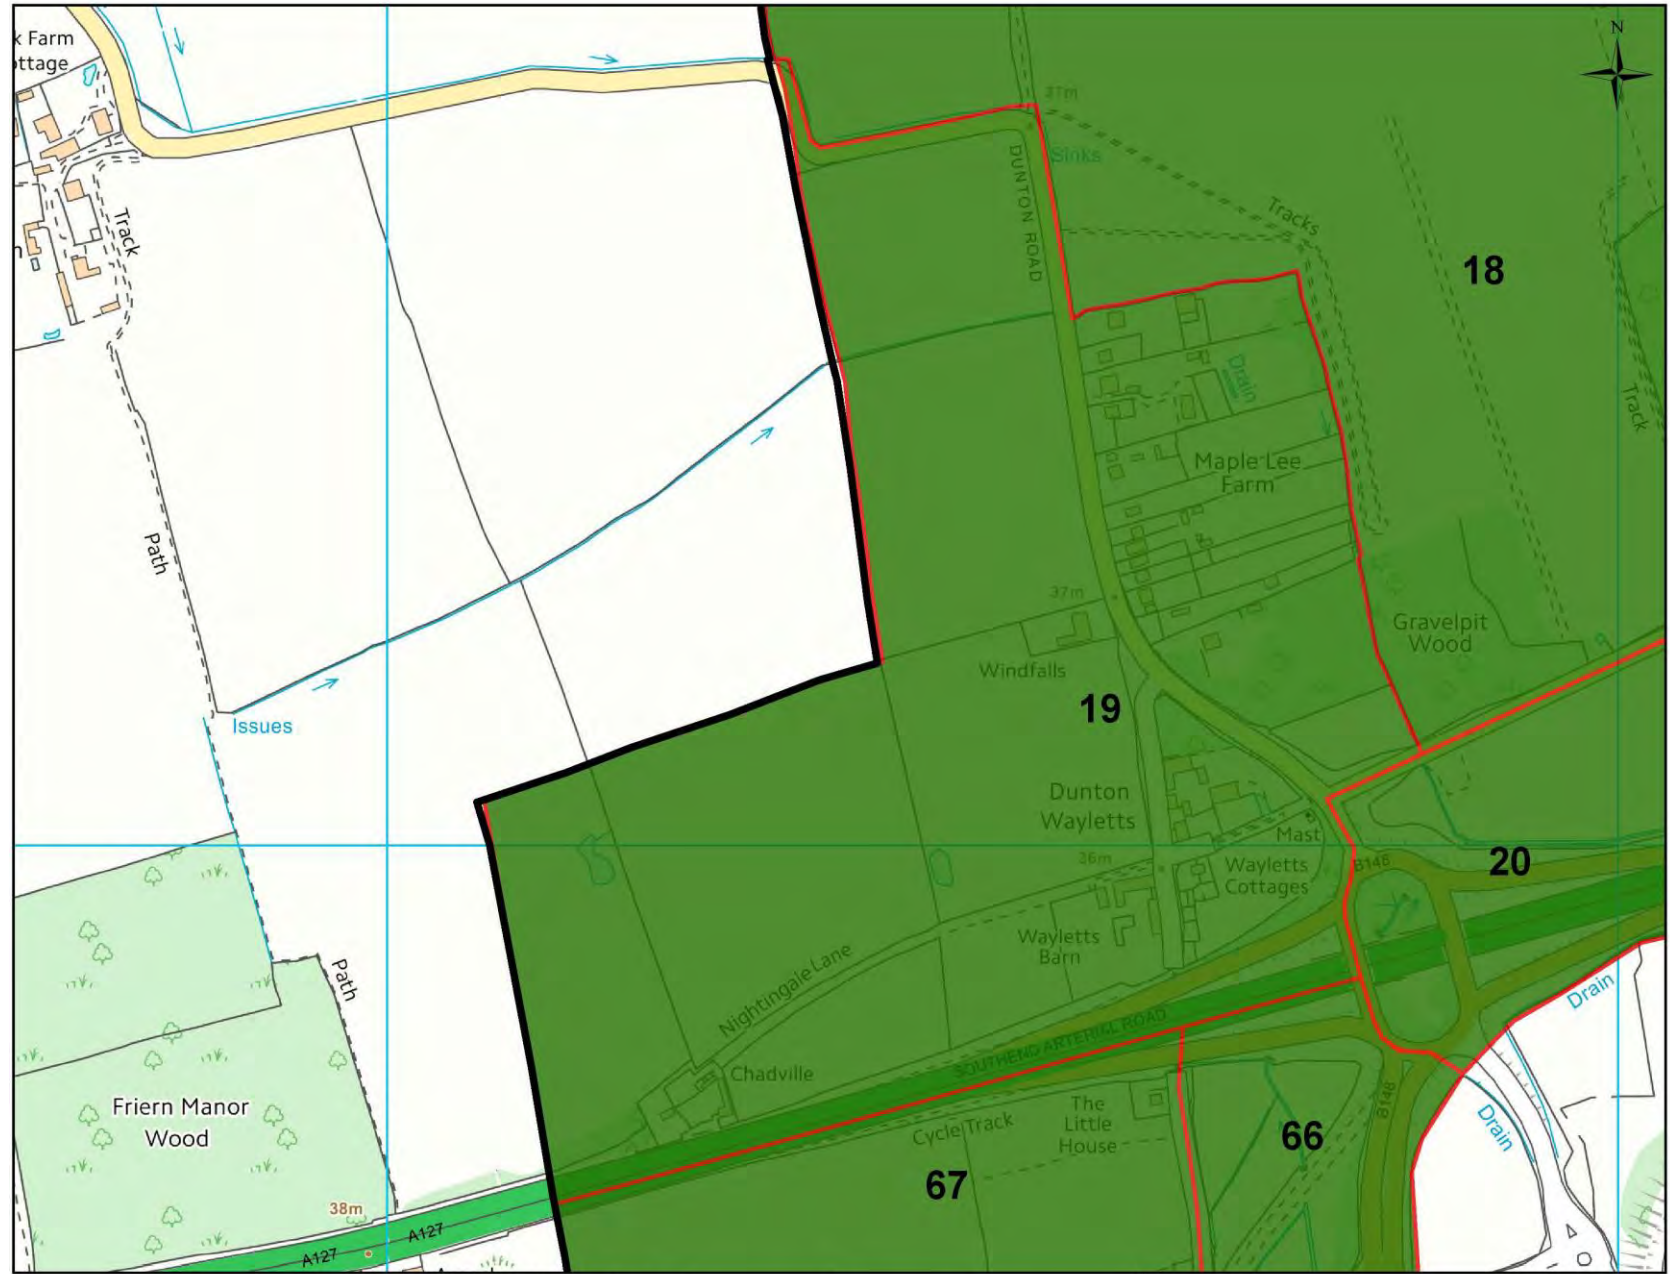 k Farm
ottage
N
37m
Sinks
DUNTON ROAD
Track
Tracks
18
Drain
Track
Maple Lee
Farm
Path
37m
Gravelpit
Wood
Windfalls
19
Issues
Dunton
Wayletts
Mast
36m
B148
20
Wayletts
Cottages
Wayletts
Barn
Path
Nightingale Lane
Drain
SOUTHEND ARTERIAL ROAD
Chadville
The
Little
House
Cycle Track
B148
66
Drain
Friern Manor
Wood
67
38m
A127
A127